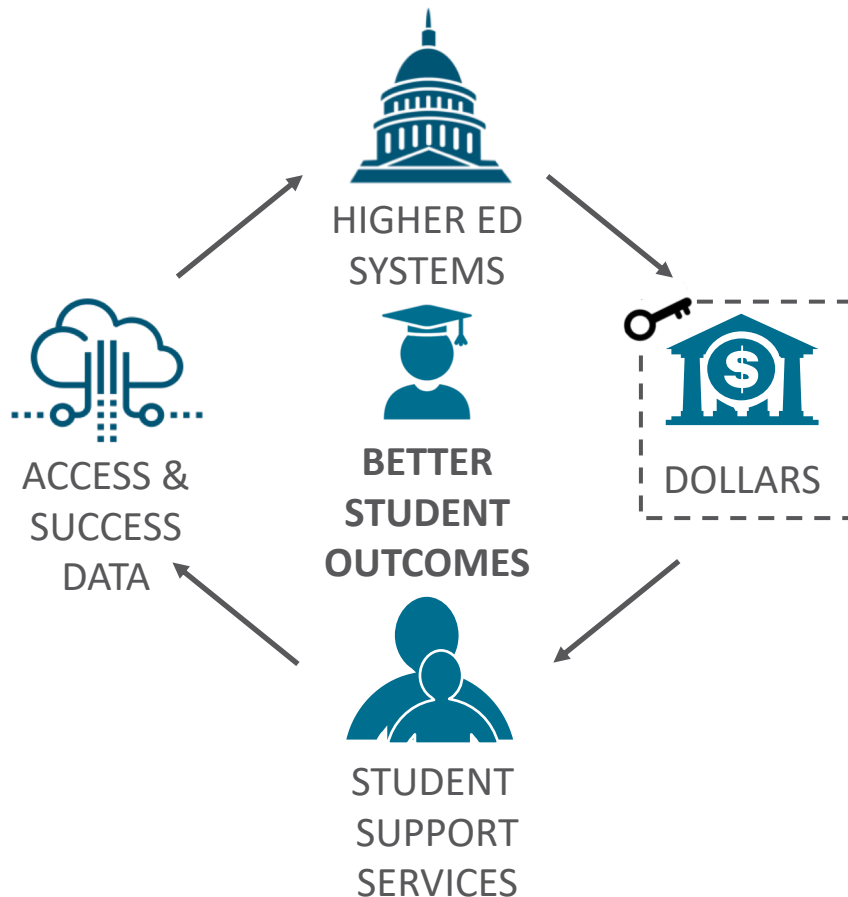 HIGHER ED
SYSTEMS
$
ACCESS &
SUCCESS
DATA
BETTER
STUDENT
OUTCOMES
DOLLARS
STUDENT
SUPPORT
SERVICES